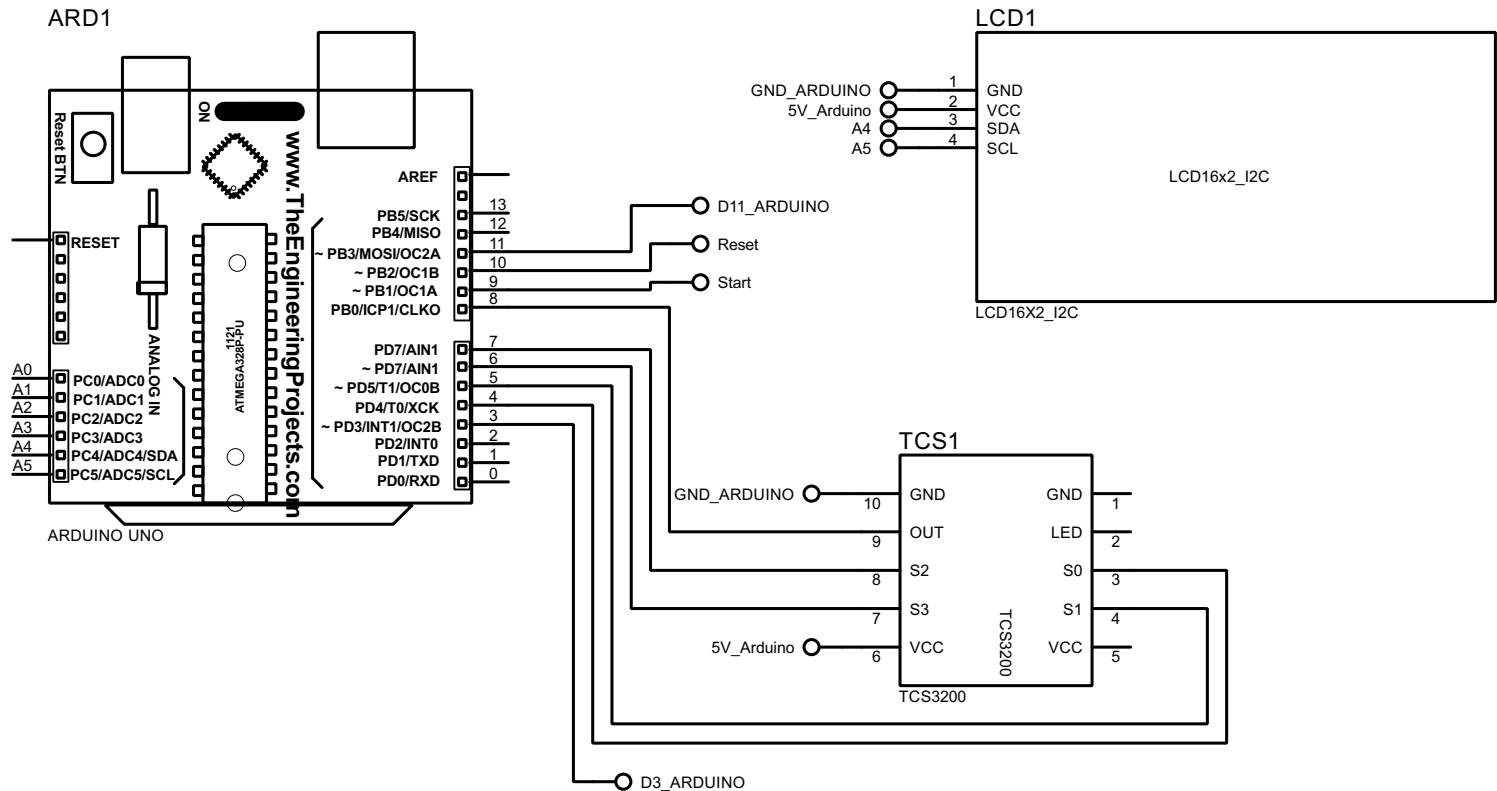 ARD1
LCD1
ON
Reset BTN
www.TheEngineeringProjects.com
ANALOG IN
1121
ATMEGA328P-PU
RESET
AREF
PB5/SCK 13
PB4/MISO 12
~ PB3/MOSI/OC2A 11
~ PB2/OC1B 10
~ PB1/OC1A 9
PB0/ICP1/CLKO 8
PD7/AIN1 7
~ PD7/AIN1 6
~ PD5/T1/OC0B 5
PD4/T0/XCK 4
~ PD3/INT1/OC2B 3
PD2/INT0 2
PD1/TXD 1
PD0/RXD 0
A0 PC0/ADC0
A1 PC1/ADC1
A2 PC2/ADC2
A3 PC3/ADC3
A4 PC4/ADC4/SDA
A5 PC5/ADC5/SCL
ARDUINO UNO
D11_ARDUINO
Reset
Start
D3_ARDUINO
GND_ARDUINO 1 GND
5V_Arduino 2 VCC
A4 3 SDA
A5 4 SCL
LCD16x2_I2C
LCD16X2_I2C
TCS1
GND_ARDUINO 10 GND
9 OUT
8 S2
7 S3
5V_Arduino 6 VCC
GND 1
LED 2
S0 3
S1 4
VCC 5
TCS3200
TCS3200